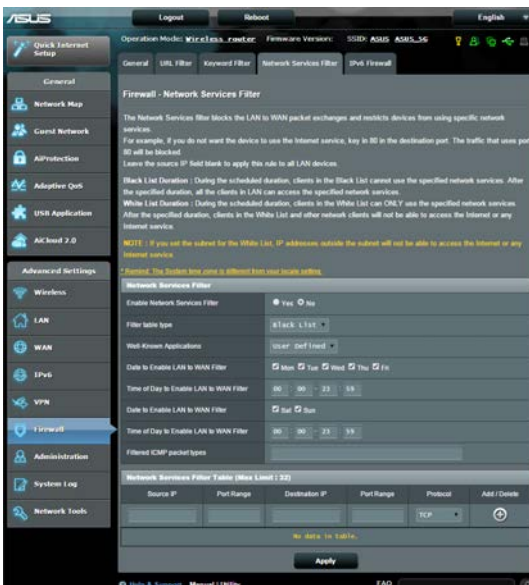 ASUS
Logout
Reboot
English
Quick Internet Setup
Operation Mode: Wireless router Firmware Version: SSID: ASUS ASUS_5G
General URL Filter Keyword Filter Network Services Filter IPv6 Firewall
General
Network Map
Guest Network
AiProtection
Adaptive QoS
USB Application
AiCloud 2.0
Advanced Settings
Wireless
LAN
WAN
IPv6
VPN
Firewall
Administration
System Log
Network Tools
Firewall - Network Services Filter
The Network Services filter blocks the LAN to WAN packet exchanges and restricts devices from using specific network
services.
For example, if you do not want the device to use the Internet service, key in 80 in the destination port. The traffic that uses port
80 will be blocked.
Leave the source IP field blank to apply this rule to all LAN devices.
Black List Duration : During the scheduled duration, clients in the Black List cannot use the specified network services. After
the specified duration, all the clients in LAN can access the specified network services.
White List Duration : During the scheduled duration, clients in the White List can ONLY use the specified network services.
After the specified duration, clients in the White List and other network clients will not be able to access the Internet or any
Internet service.
NOTE : If you set the subnet for the White List, IP addresses outside the subnet will not be able to access the Internet or any
Internet service.
* Remind: The System time zone is different from your locale setting.
Network Services Filter
Enable Network Services Filter Yes No
Filter table type Black List
Well-Known Applications User Defined
Date to Enable LAN to WAN Filter Mon Tue Wed Thu Fri
Time of Day to Enable LAN to WAN Filter 00 : 00 - 23 : 59
Date to Enable LAN to WAN Filter Sat Sun
Time of Day to Enable LAN to WAN Filter 00 : 00 - 23 : 59
Filtered ICMP packet types
Network Services Filter Table (Max Limit : 32)
Source IP Port Range Destination IP Port Range Protocol Add / Delete
TCP
No data in table.
Apply
Help & Support Manual | Utility FAQ